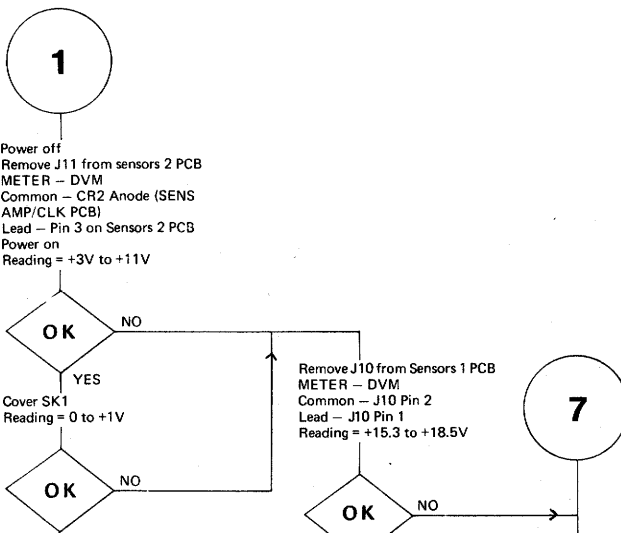 1
Power off
Remove J11 from sensors 2 PCB
METER – DVM
Common – CR2 Anode (SENS
AMP/CLK PCB)
Lead – Pin 3 on Sensors 2 PCB
Power on
Reading = +3V to +11V
OK
NO
YES
Cover SK1
Reading = 0 to +1V
OK
NO
Remove J10 from Sensors 1 PCB
METER – DVM
Common – J10 Pin 2
Lead – J10 Pin 1
Reading = +15.3 to +18.5V
OK
NO
7